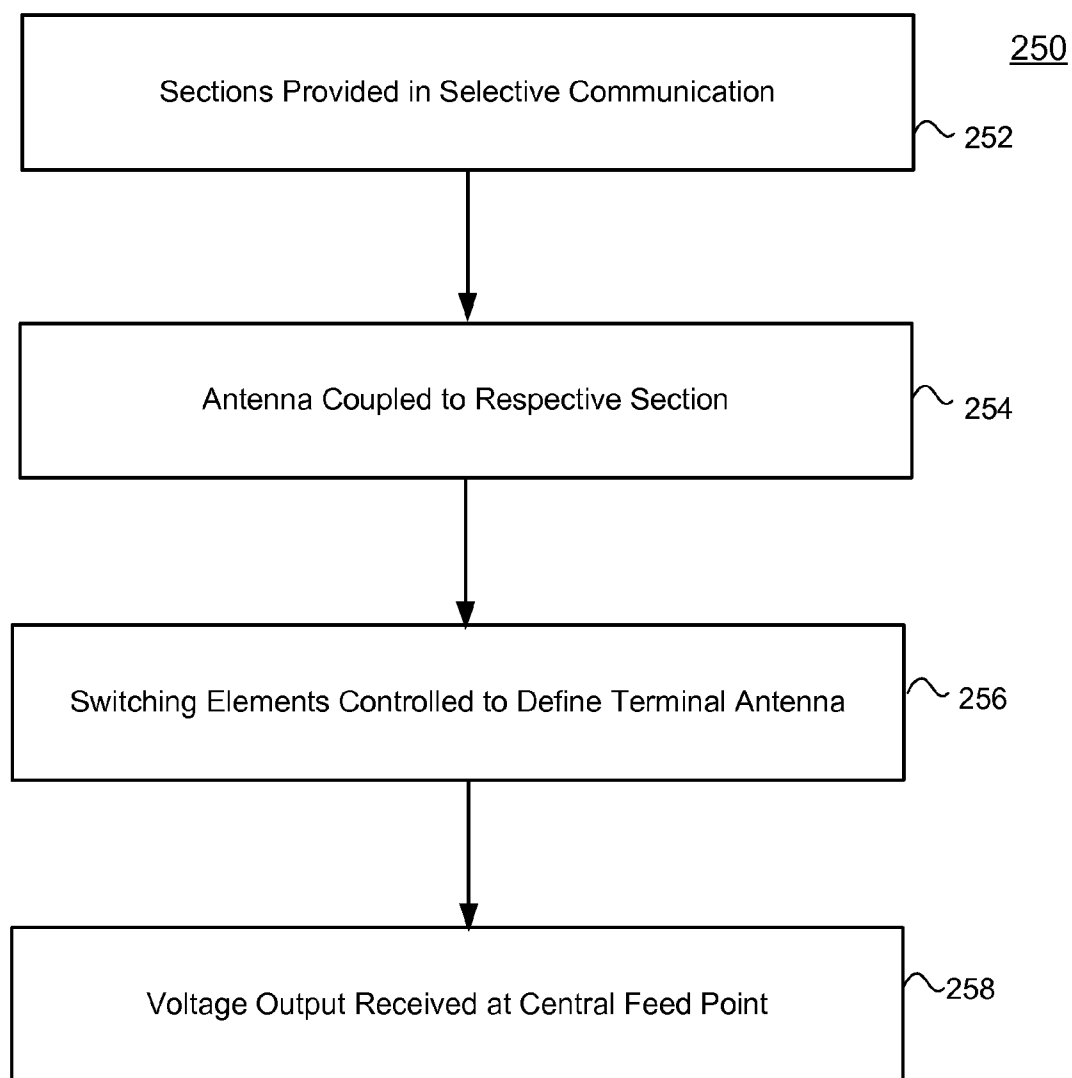 250
Sections Provided in Selective Communication
252
Antenna Coupled to Respective Section
254
Switching Elements Controlled to Define Terminal Antenna
256
Voltage Output Received at Central Feed Point
258